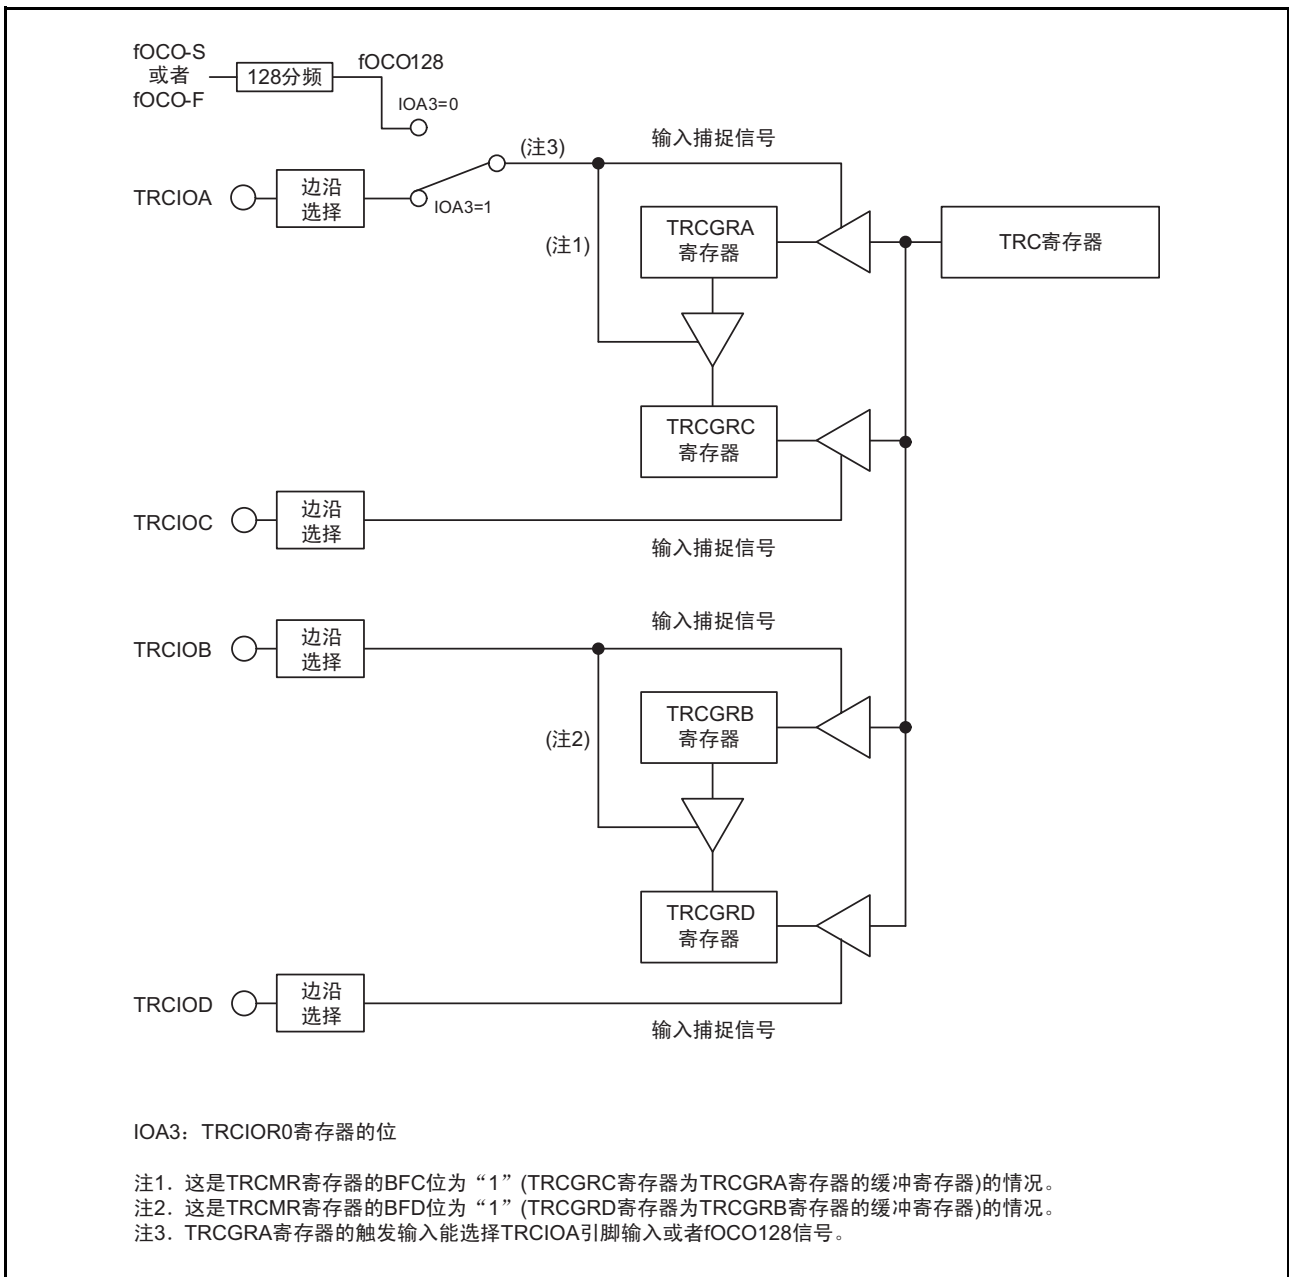 fOCO-S
或者
fOCO-F
128分频
fOCO128
IOA3=0
(注3)
输入捕捉信号
TRCIOA
边沿
选择
IOA3=1
(注1)
TRCGRA
寄存器
TRC寄存器
TRCGRC
寄存器
TRCIOC
边沿
选择
输入捕捉信号
输入捕捉信号
TRCIOB
边沿
选择
(注2)
TRCGRB
寄存器
TRCGRD
寄存器
TRCIOD
边沿
选择
输入捕捉信号
IOA3：TRCIOR0寄存器的位
注1．这是TRCMR寄存器的BFC位为“1”(TRCGRC寄存器为TRCGRA寄存器的缓冲寄存器)的情况。
注2．这是TRCMR寄存器的BFD位为“1”(TRCGRD寄存器为TRCGRB寄存器的缓冲寄存器)的情况。
注3．TRCGRA寄存器的触发输入能选择TRCIOA引脚输入或者fOCO128信号。